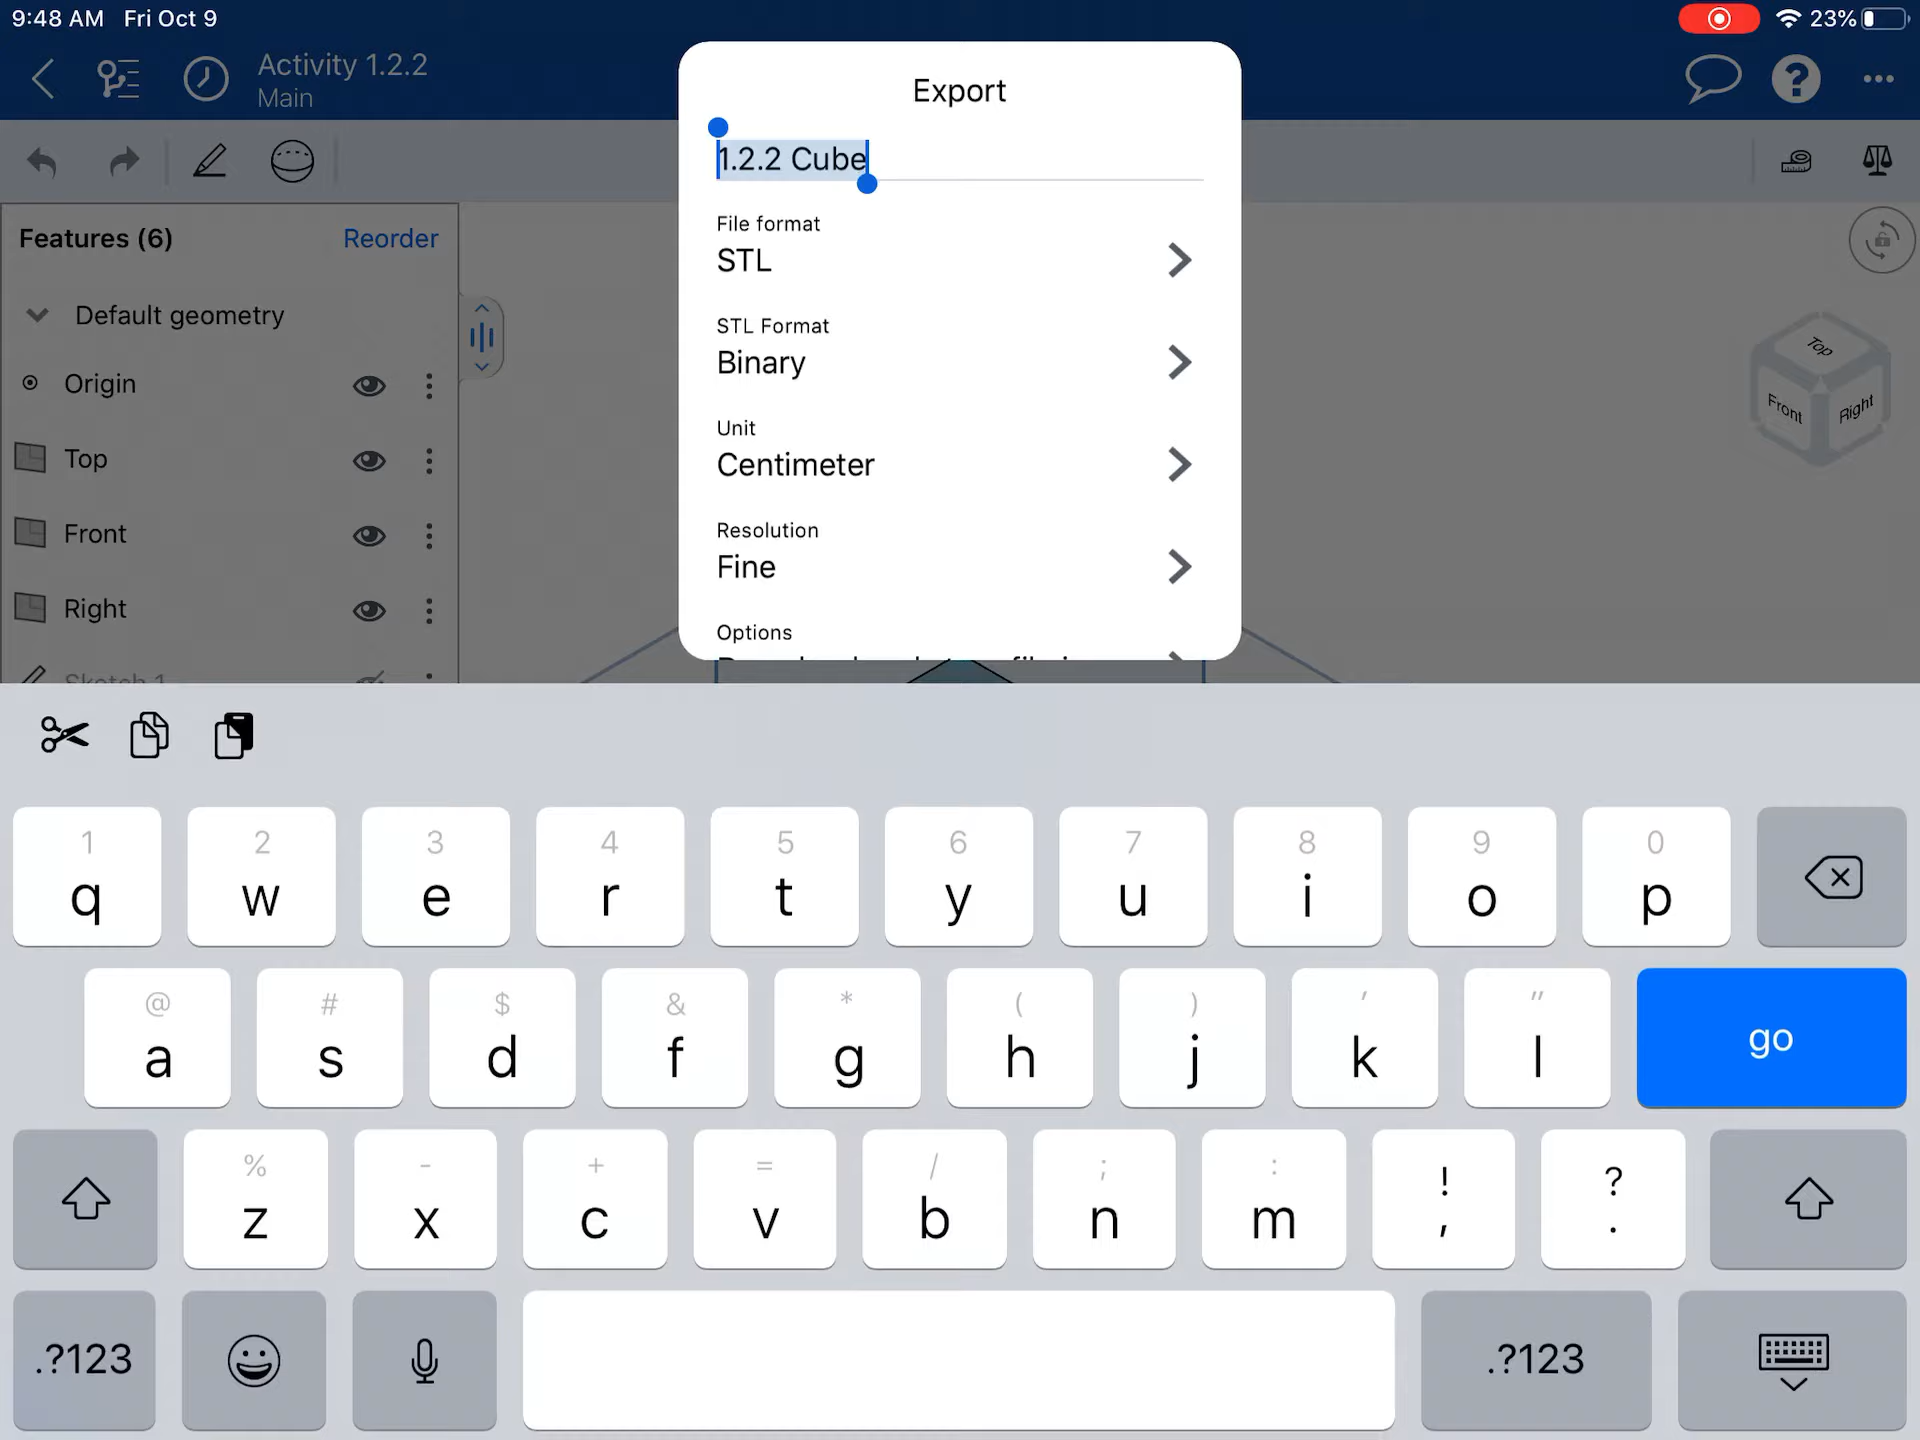 9:48 AM Fri Oct 9
23%
Activity 1.2.2
Main
Export
1.2.2 Cube
File format
STL
STL Format
Binary
Unit
Centimeter
Resolution
Fine
Options
Features (6) Reorder
Default geometry
Origin
Top
Front
Right
Sketch 1
Top
Front
Right
1 2 3 4 5 6 7 8 9 0
q w e r t y u i o p
@ # $ & * ( ) ' "
a s d f g h j k l go
% - + = / ; : ! ?
z x c v b n m , .
.?123 .?123